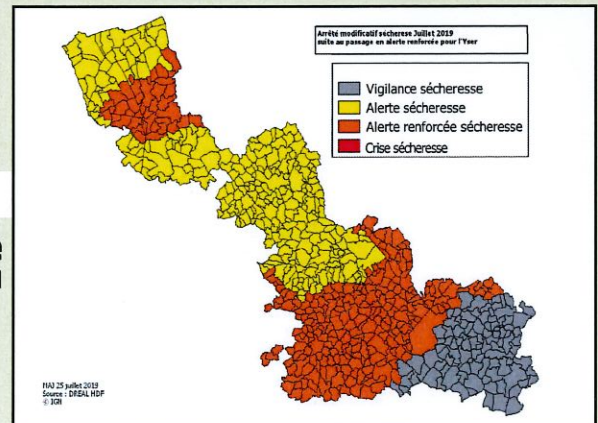 Arrêté modificatif sécheresse Juillet 2019
suite au passage en alerte renforcée pour l'Yser
Vigilance sécheresse
Alerte sécheresse
Alerte renforcée sécheresse
Crise sécheresse
MAJ 25 juillet 2019
Source : DREAL HDF
© IGN